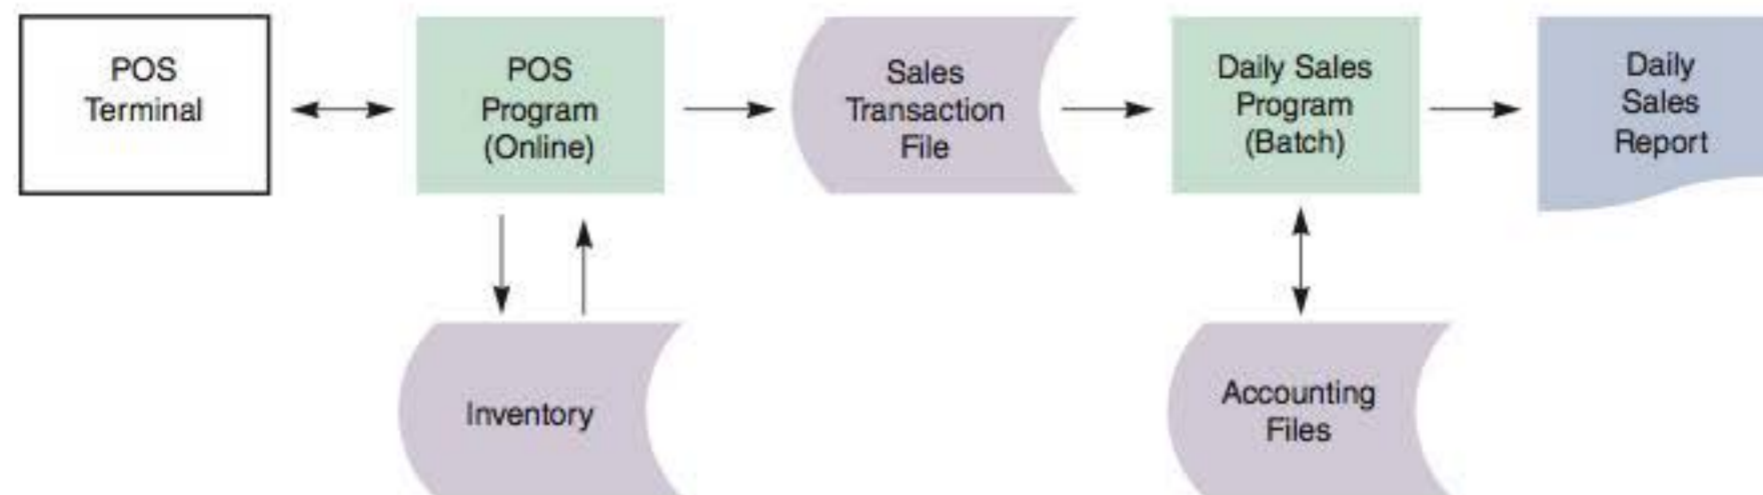 POS
Terminal
POS
Program
(Online)
Sales
Transaction
File
Daily Sales
Program
(Batch)
Daily
Sales
Report
Inventory
Accounting
Files